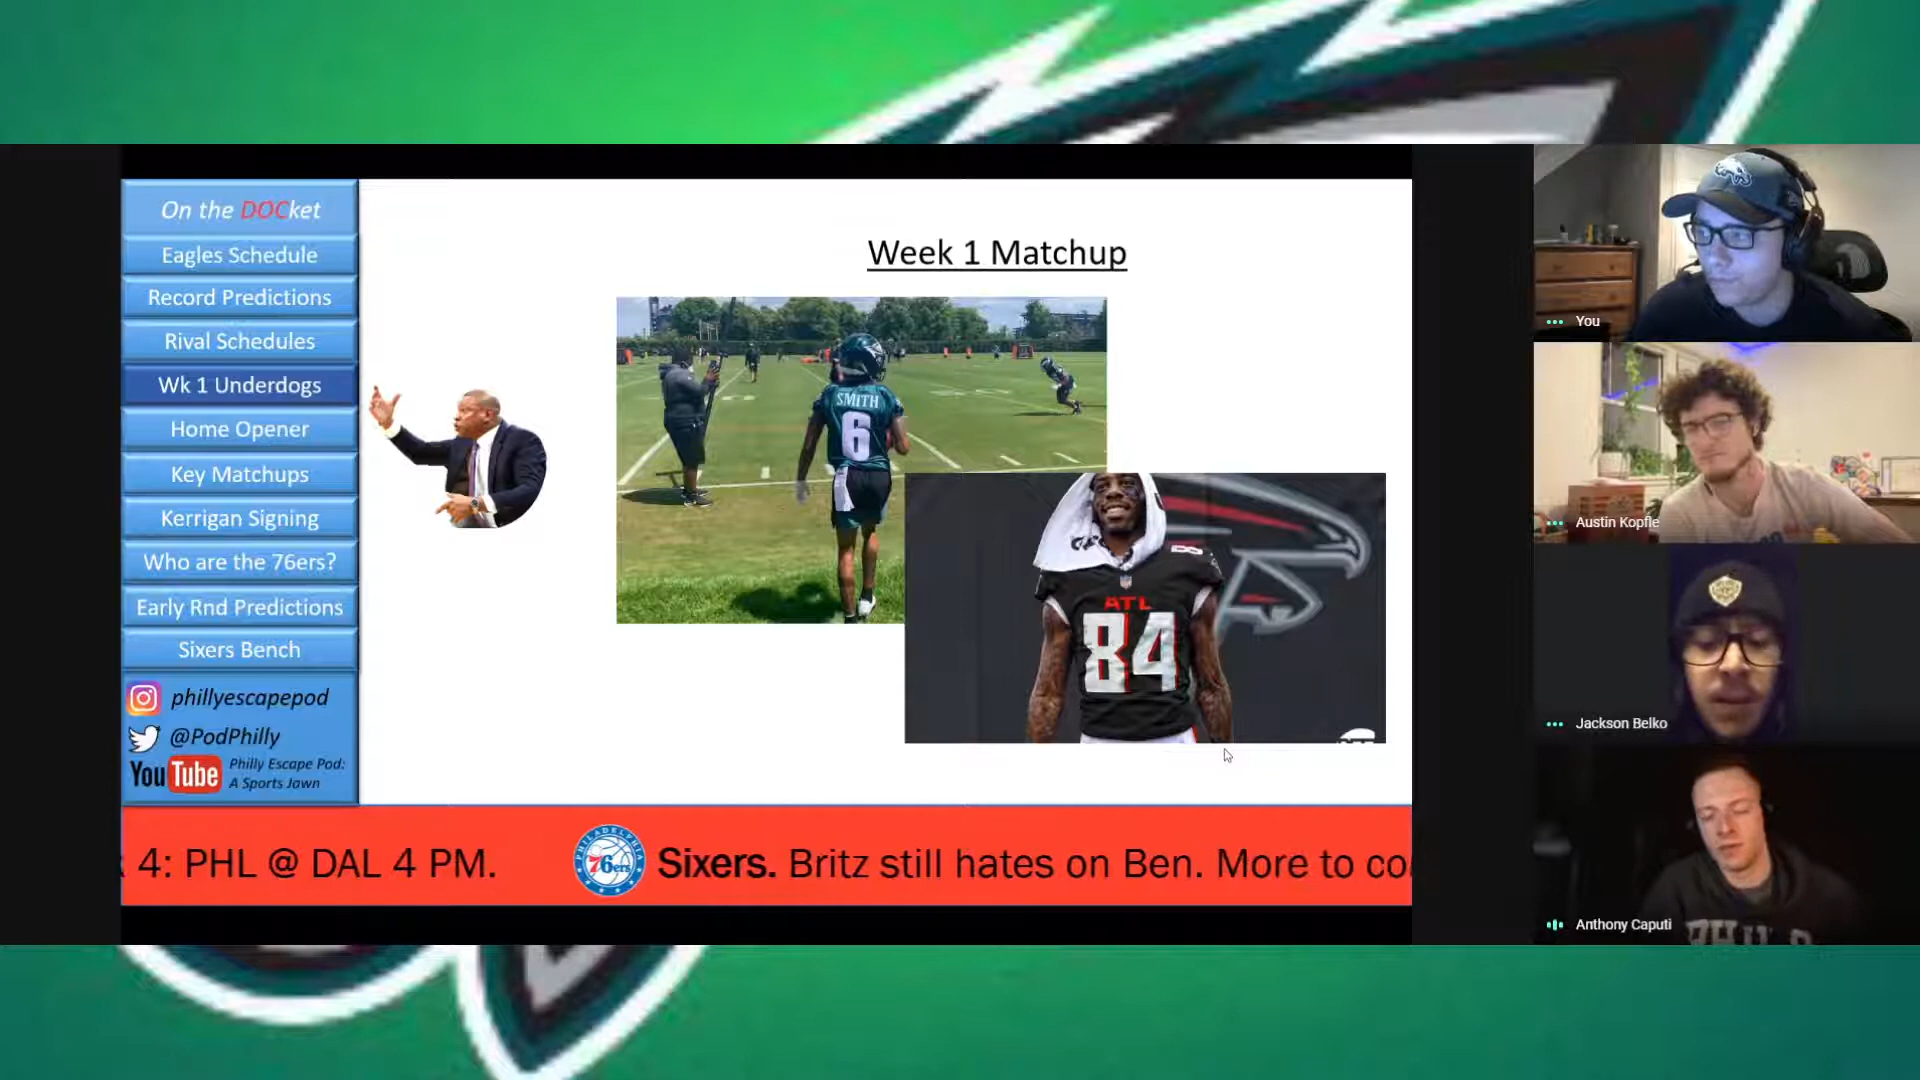 On the DOCket
Eagles Schedule
Record Predictions
Rival Schedules
Wk 1 Underdogs
Home Opener
Key Matchups
Kerrigan Signing
Who are the 76ers?
Early Rnd Predictions
Sixers Bench
phillyescapepod
@PodPhilly
YouTube
Philly Escape Pod:
A Sports Jawn
Week 1 Matchup
SMITH
6
8
ATL
84
4: PHL @ DAL 4 PM.
PHILADELPHIA
76ers
Sixers. Britz still hates on Ben. More to co
You
Austin Kopfle
Jackson Belko
Anthony Caputi